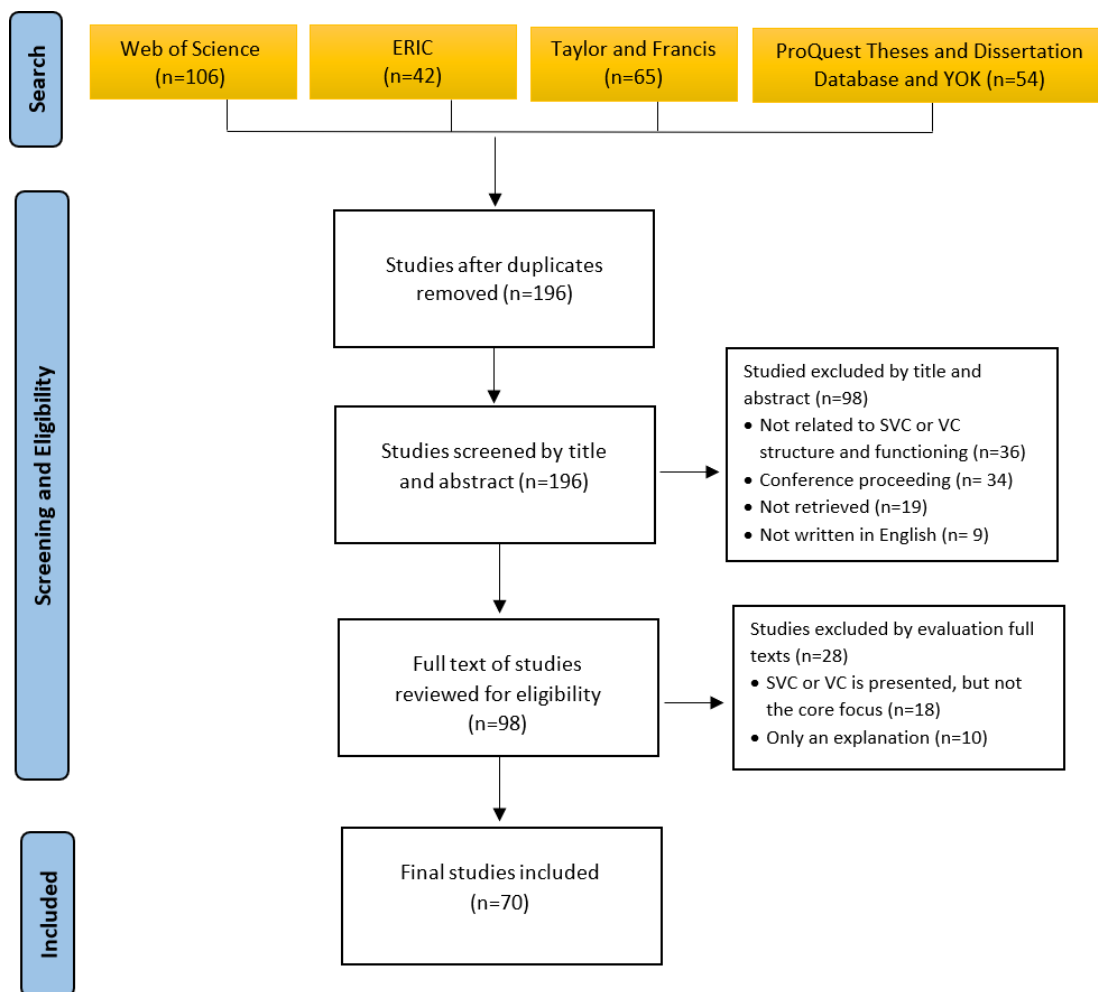 Search
Web of Science
(n=106)
ERIC
(n=42)
Taylor and Francis
(n=65)
ProQuest Theses and Dissertation
Database and YOK (n=54)
Screening and Eligibility
Studies after duplicates
removed (n=196)
Studies screened by title
and abstract (n=196)
Studied excluded by title and
abstract (n=98)
• Not related to SVC or VC
structure and functioning (n=36)
• Conference proceeding (n= 34)
• Not retrieved (n=19)
• Not written in English (n= 9)
Full text of studies
reviewed for eligibility
(n=98)
Studies excluded by evaluation full
texts (n=28)
• SVC or VC is presented, but not
the core focus (n=18)
• Only an explanation (n=10)
Included
Final studies included
(n=70)